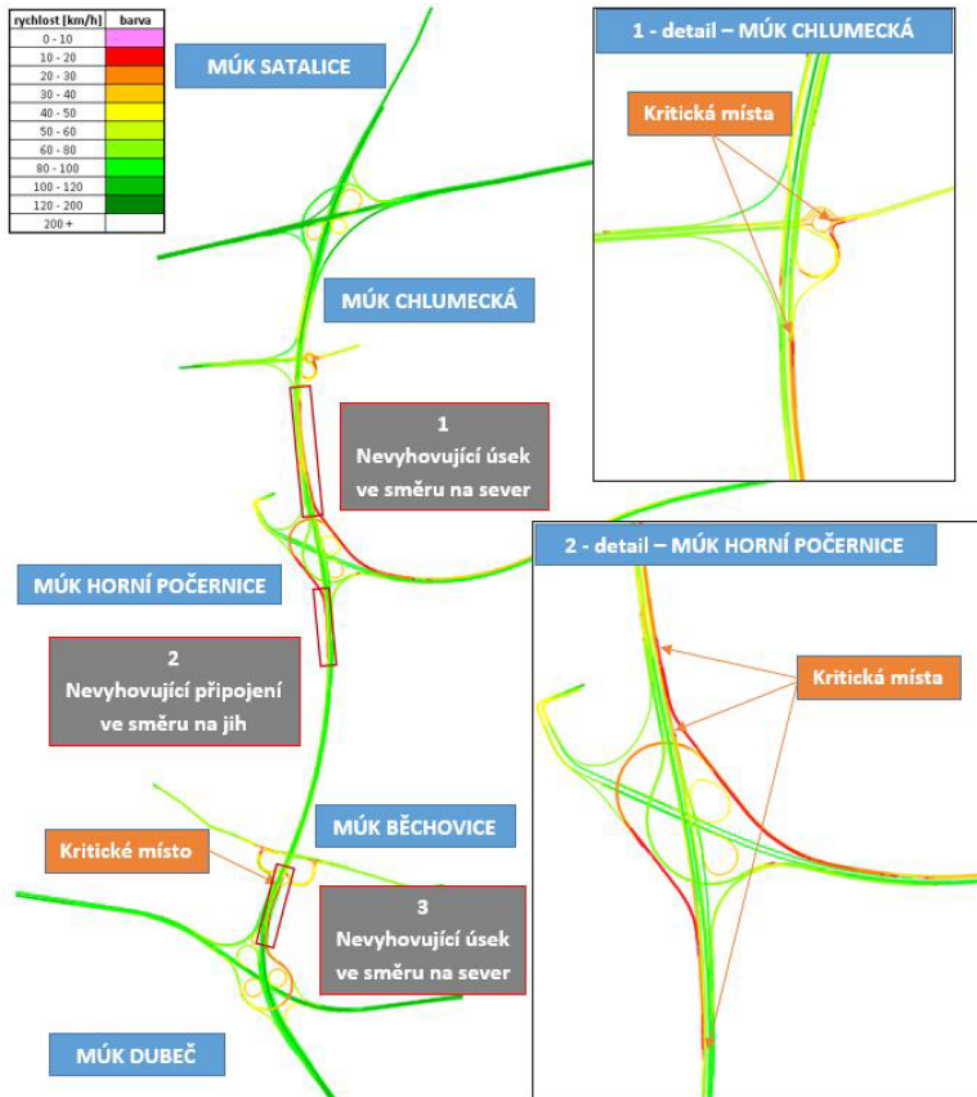 rychlost [km/h] barva
0 - 10
10 - 20
20 - 30
30 - 40
40 - 50
50 - 60
60 - 80
80 - 100
100 - 120
120 - 200
200 +
MÚK SATALICE
MÚK CHLUMECKÁ
1
Nevyhovující úsek
ve směru na sever
MÚK HORNÍ POČERNICE
2
Nevyhovující připojení
ve směru na jih
MÚK BĚCHOVICE
Kritické místo
3
Nevyhovující úsek
ve směru na sever
MÚK DUBEČ
1 - detail – MÚK CHLUMECKÁ
Kritická místa
2 - detail – MÚK HORNÍ POČERNICE
Kritická místa